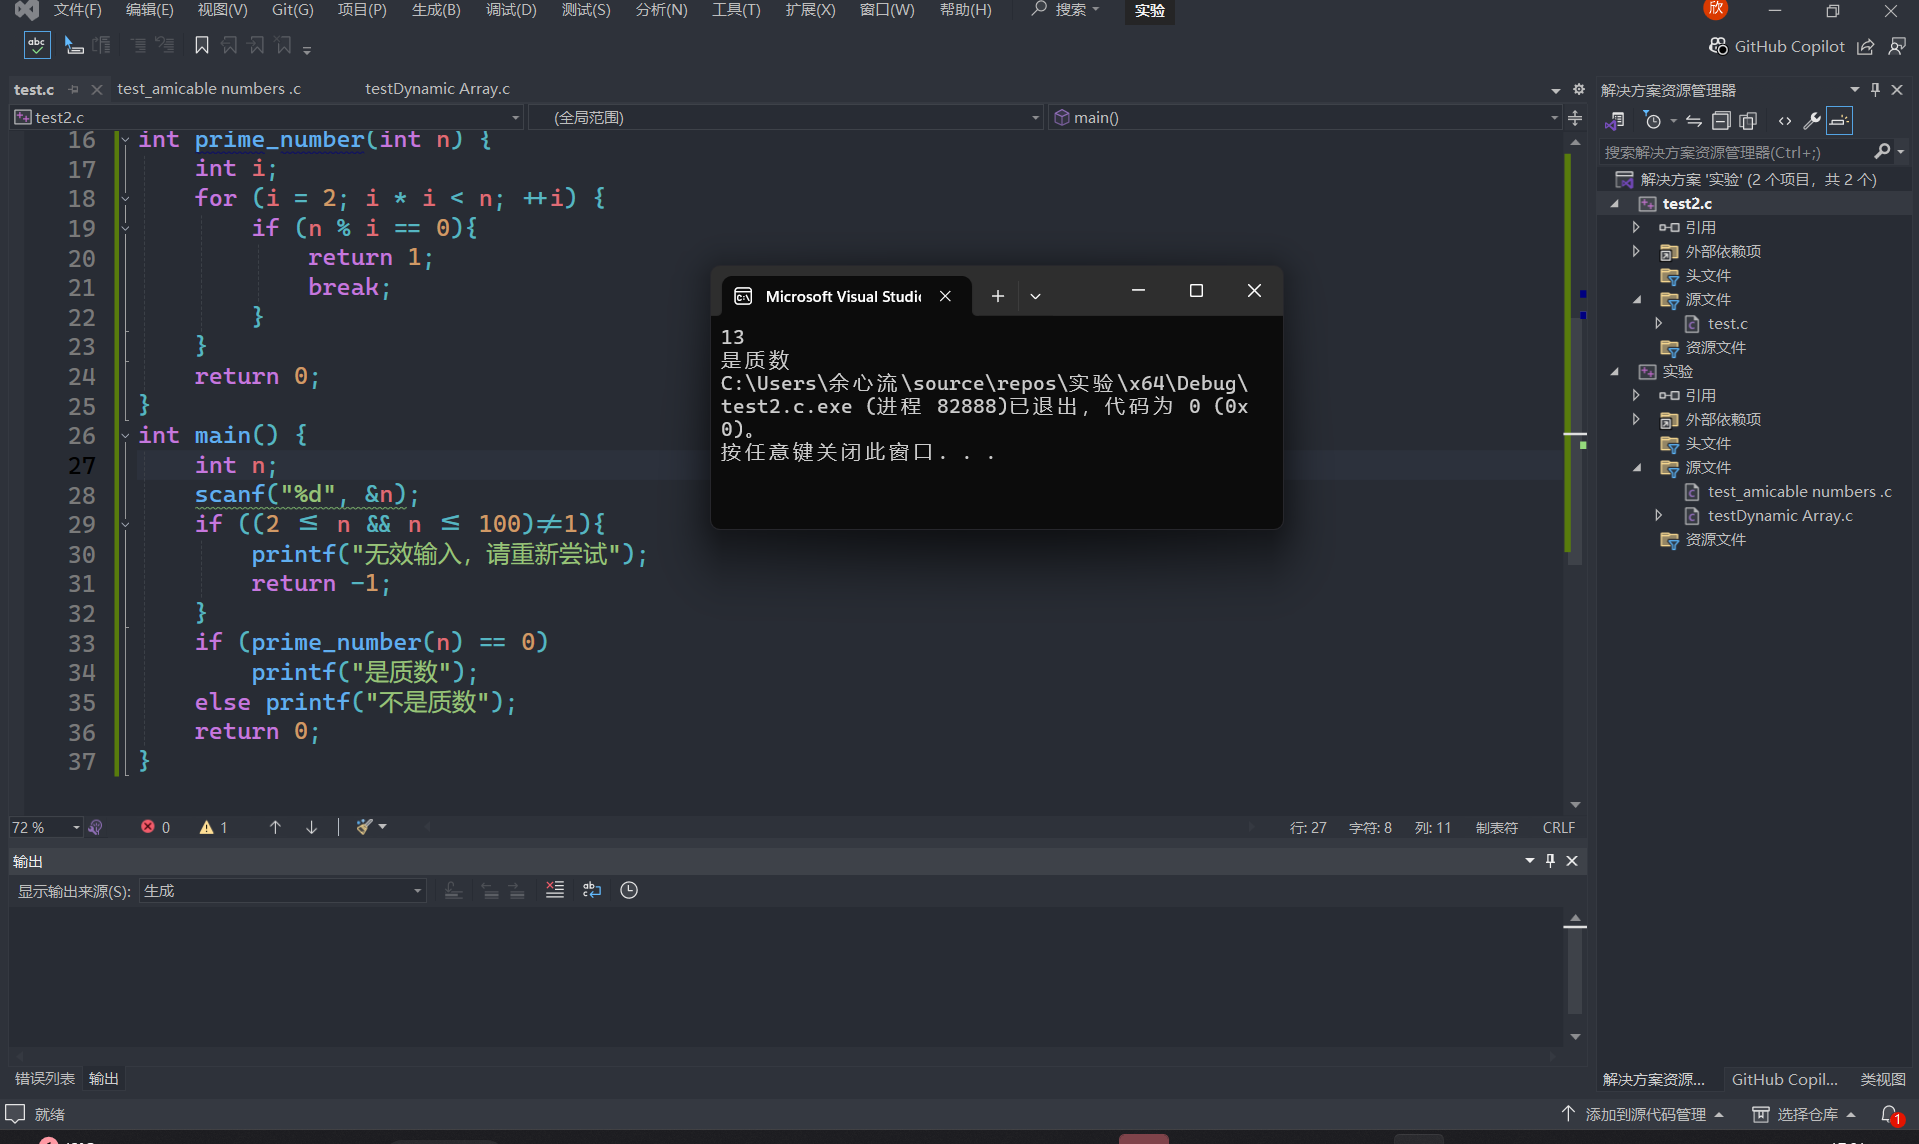 文件(F) 编辑(E) 视图(V) Git(G) 项目(P) 生成(B) 调试(D) 测试(S) 分析(N) 工具(T) 扩展(X) 窗口(W) 帮助(H) 搜索 实验 欣
abc GitHub Copilot
test.c test_amicable numbers .c testDynamic Array.c
test2.c (全局范围) main()
16 int prime_number(int n) {
17 int i;
18 for (i = 2; i * i < n; ++i) {
19 if (n % i == 0){
20 return 1;
21 break;
22 }
23 }
24 return 0;
25 }
26 int main() {
27 int n;
28 scanf("%d", &n);
29 if ((2 <= n && n <= 100)!=1){
30 printf("无效输入，请重新尝试");
31 return -1;
32 }
33 if (prime_number(n) == 0)
34 printf("是质数");
35 else printf("不是质数");
36 return 0;
37 }
Microsoft Visual Studi
13
是质数
C:\Users\余心流\source\repos\实验\x64\Debug\
test2.c.exe (进程 82888)已退出，代码为 0 (0x
0)。
按任意键关闭此窗口. . .
72 % 0 1 行: 27 字符: 8 列: 11 制表符 CRLF
输出
显示输出来源(S): 生成
错误列表 输出
解决方案资源管理器
搜索解决方案资源管理器(Ctrl+;)
解决方案 '实验' (2 个项目，共 2 个)
test2.c
引用
外部依赖项
头文件
源文件
test.c
资源文件
实验
引用
外部依赖项
头文件
源文件
test_amicable numbers .c
testDynamic Array.c
资源文件
解决方案资源... GitHub Copil... 类视图
就绪 添加到源代码管理 选择仓库 1